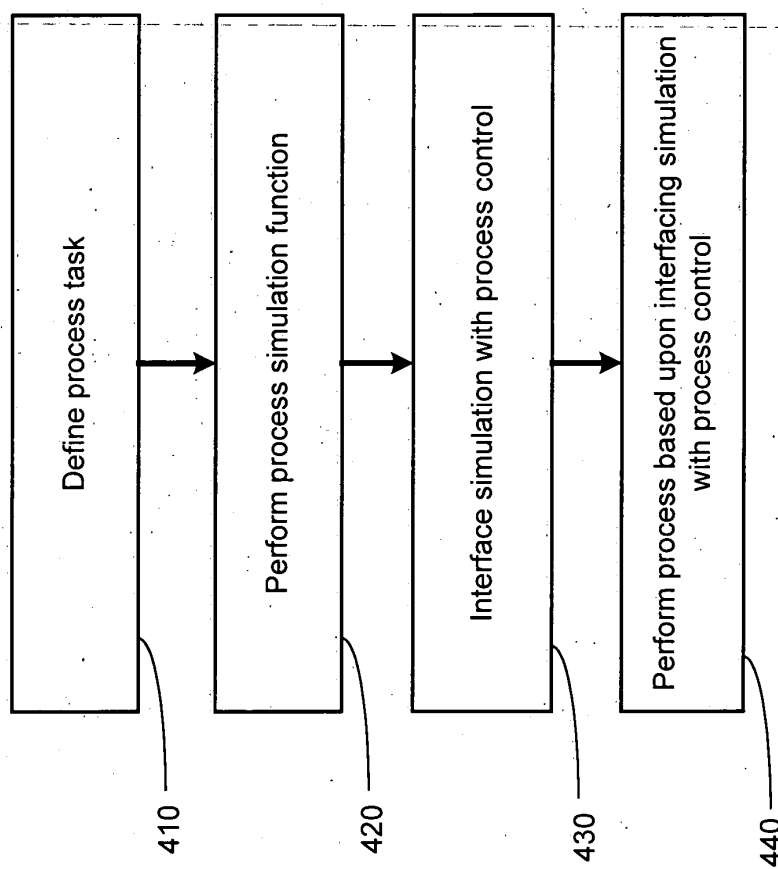 Define process task
410
Perform process simulation function
420
Interface simulation with process control
430
Perform process based upon interfacing simulation
with process control
440